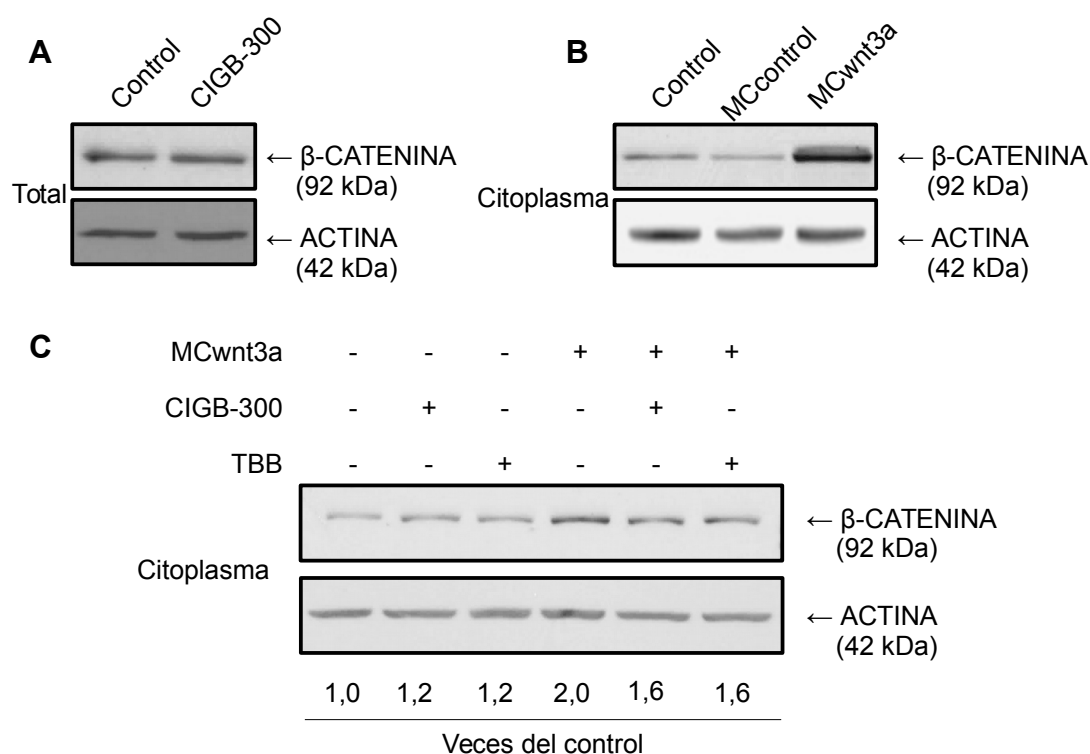 A
Control
CIGB-300
Total
← β-CATENINA
(92 kDa)
← ACTINA
(42 kDa)
B
Control
MCcontrol
MCwnt3a
Citoplasma
← β-CATENINA
(92 kDa)
← ACTINA
(42 kDa)
C
MCwnt3a - - - + + +
CIGB-300 - + - - + -
TBB - - + - - +
Citoplasma
← β-CATENINA
(92 kDa)
← ACTINA
(42 kDa)
1,0 1,2 1,2 2,0 1,6 1,6
Veces del control